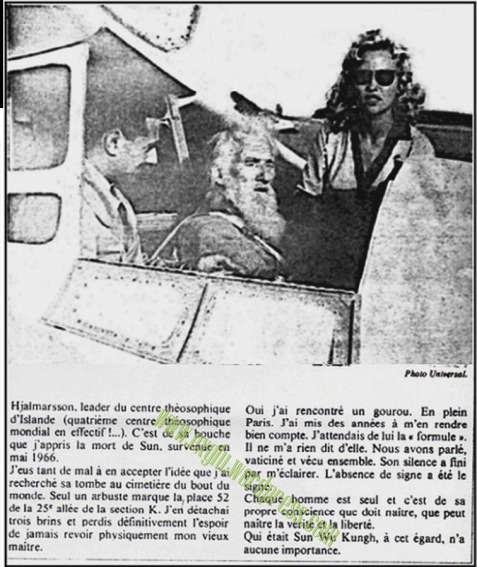 Photo Universal.
Hjalmarsson, leader du centre théosophique
d'Islande (quatrième centre théosophique
mondial en effectif !...). C'est de sa bouche
que j'appris la mort de Sun, survenue en
mai 1966.
J'eus tant de mal à en accepter l'idée que j'ai
recherché sa tombe au cimetière du bout du
monde. Seul un arbuste marque la place 52
de la 25e allée de la section K. J'en détachai
trois brins et perdis définitivement l'espoir
de jamais revoir physiquement mon vieux
maitre.
Oui j'ai rencontré un gourou. En plein
Paris. J'ai mis des années à m'en rendre
bien compte. J'attendais de lui la « formule ».
Il ne m'a rien dit d'elle. Nous avons parlé,
vaticiné et vécu ensemble. Son silence a fini
par m'éclairer. L'absence de signe a été le
signe.
Chaque homme est seul et c'est de sa
propre conscience que doit naître, que peut
naître la vérité et la liberté.
Qui était Sun Wu Kungh, à cet égard, n'a
aucune importance.